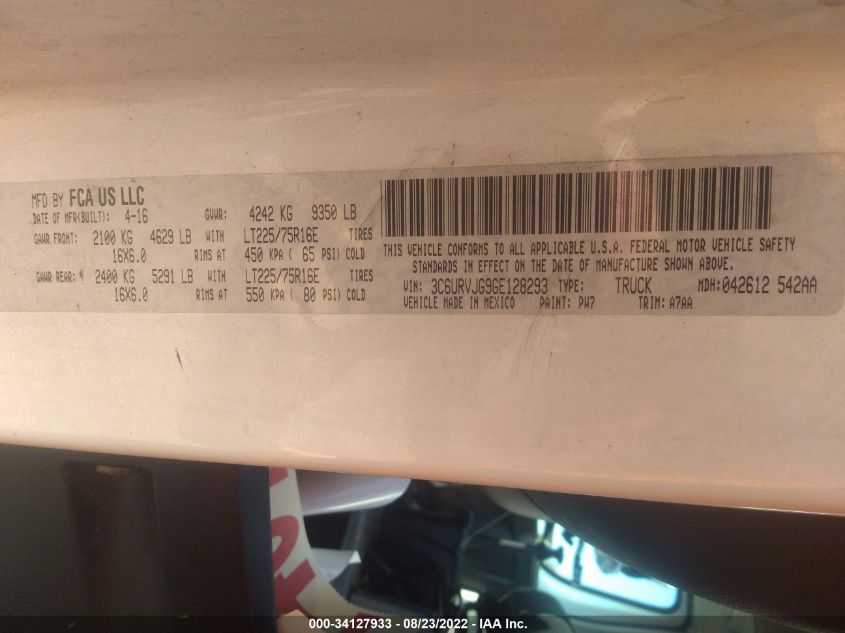 MFD BY FCA US LLC
DATE OF MFR(BUILT): 4-16 GVWR: 4242 KG 9350 LB
GAWR FRONT: 2100 KG 4629 LB WITH LT225/75R16E TIRES
16X6.0 RIMS AT 450 KPA ( 65 PSI) COLD
GAWR REAR: 2400 KG 5291 LB WITH LT225/75R16E TIRES
16X6.0 RIMS AT 550 KPA ( 80 PSI) COLD
THIS VEHICLE CONFORMS TO ALL APPLICABLE U.S.A. FEDERAL MOTOR VEHICLE SAFETY
STANDARDS IN EFFECT ON THE DATE OF MANUFACTURE SHOWN ABOVE.
VIN: 3C6URVJG9GE128293 TYPE: TRUCK MDH: 042612 542AA
VEHICLE MADE IN MEXICO PAINT: PW7 TRIM: A7AA
000-34127933 - 08/23/2022 - IAA Inc.